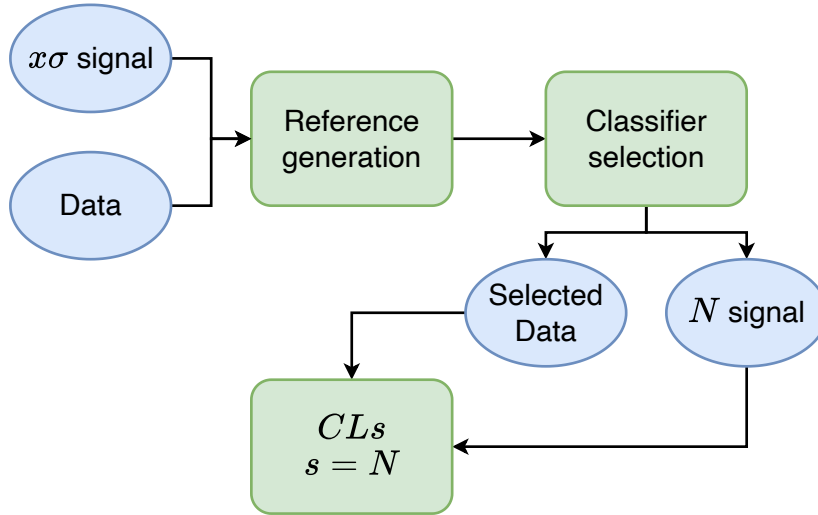 xσ signal
Data
Reference
generation
Classifier
selection
Selected
Data
N signal
CLs
s = N